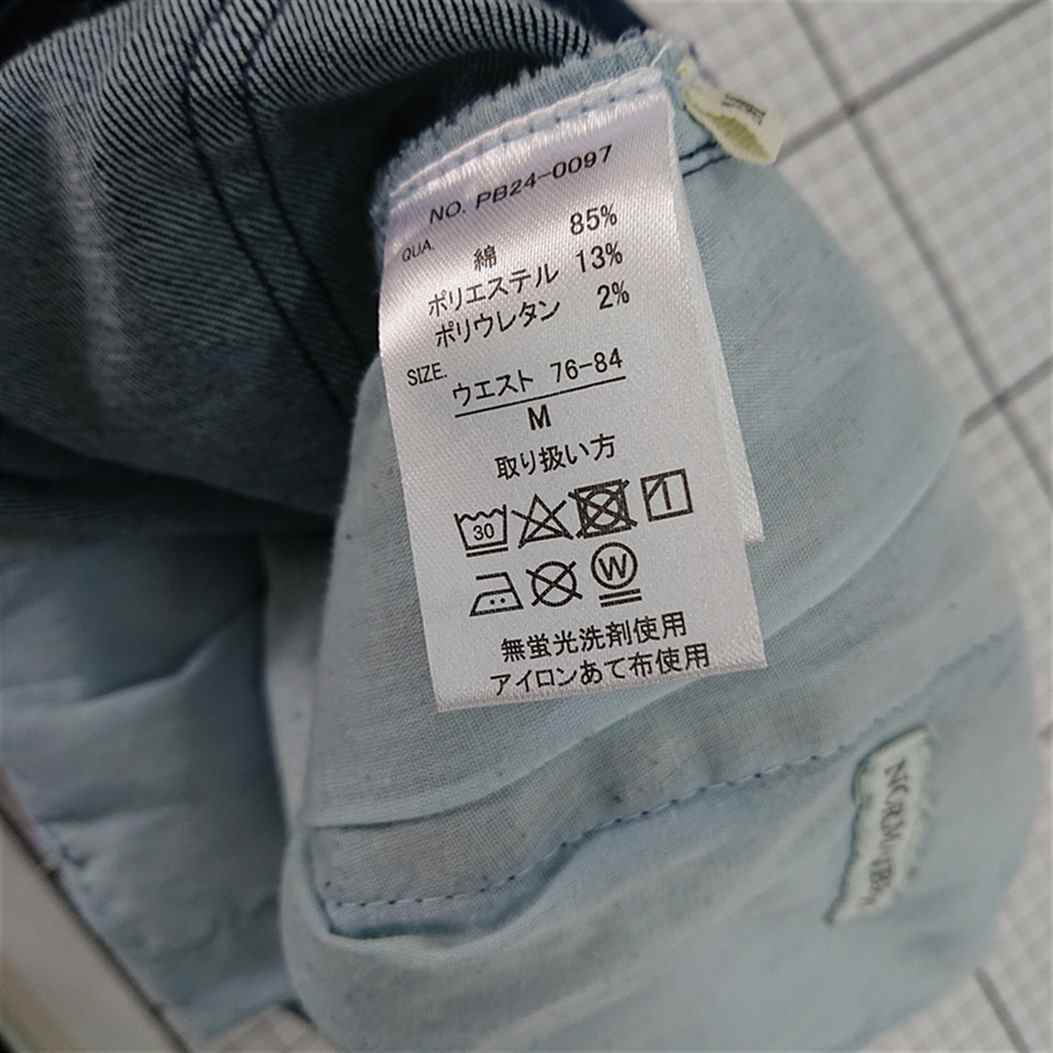 NO. PB24-0097
QUA.
綿 85%
ポリエステル 13%
ポリウレタン 2%
SIZE.
ウエスト 76-84
M
取り扱い方
30
W
無蛍光洗剤使用
アイロンあて布使用